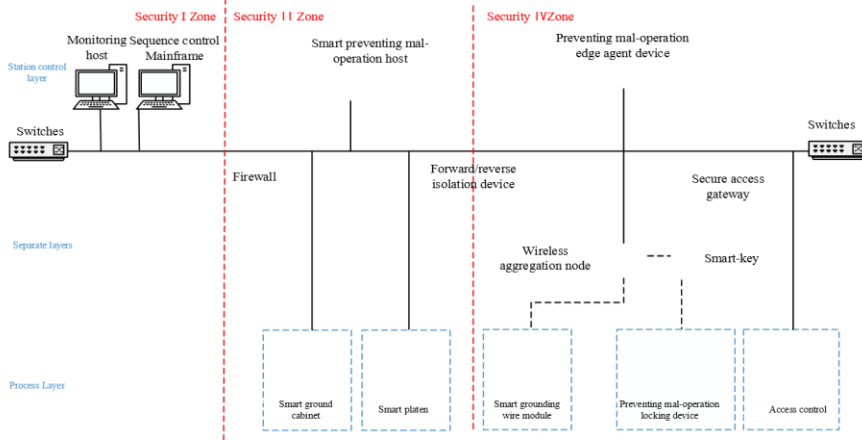 Security I Zone
Security II Zone
Security IVZone
Monitoring
host
Sequence control
Mainframe
Smart preventing mal-
operation host
Preventing mal-operation
edge agent device
Station control
layer
Switches
Switches
Firewall
Forward/reverse
isolation device
Secure access
gateway
Separate layers
Wireless
aggregation node
Smart-key
Process Layer
Smart ground
cabinet
Smart platen
Smart grounding
wire module
Preventing mal-operation
locking device
Access control